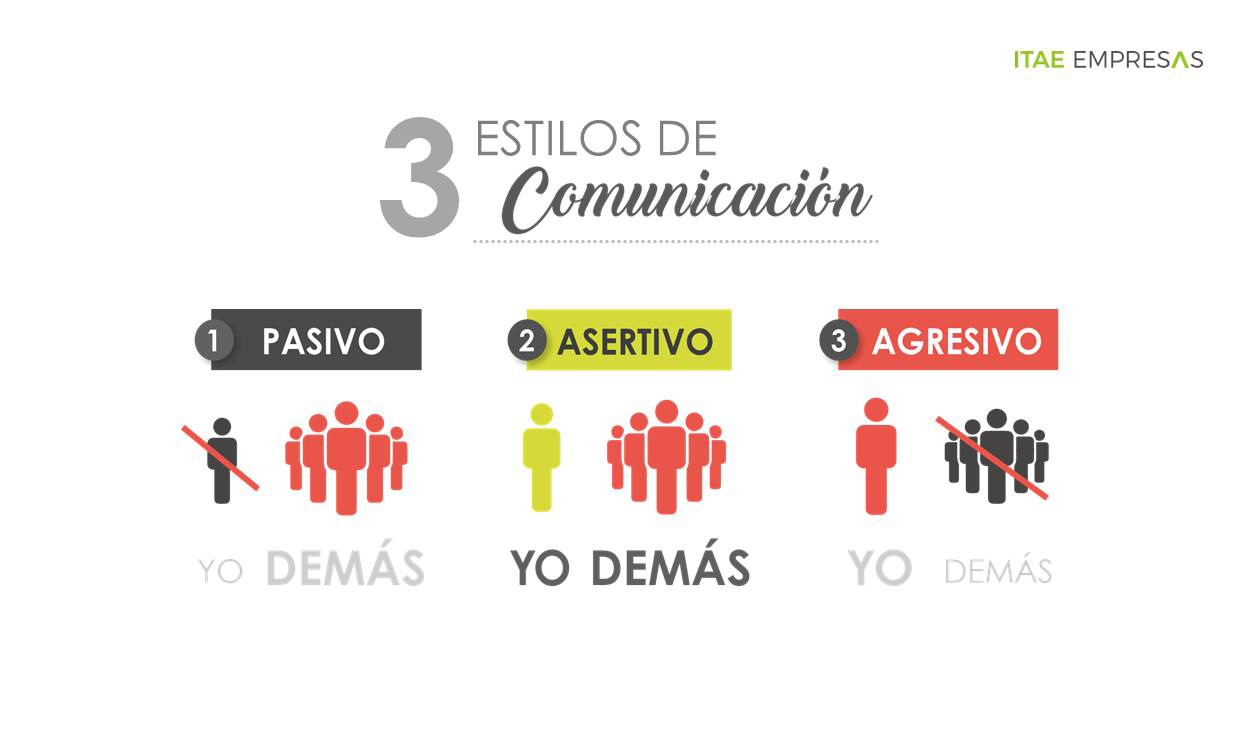 ITAE EMPRESAS
3 ESTILOS DE
Comunicación
1 PASIVO
2 ASERTIVO
3 AGRESIVO
YO DEMÁS
YO DEMÁS
YO DEMÁS